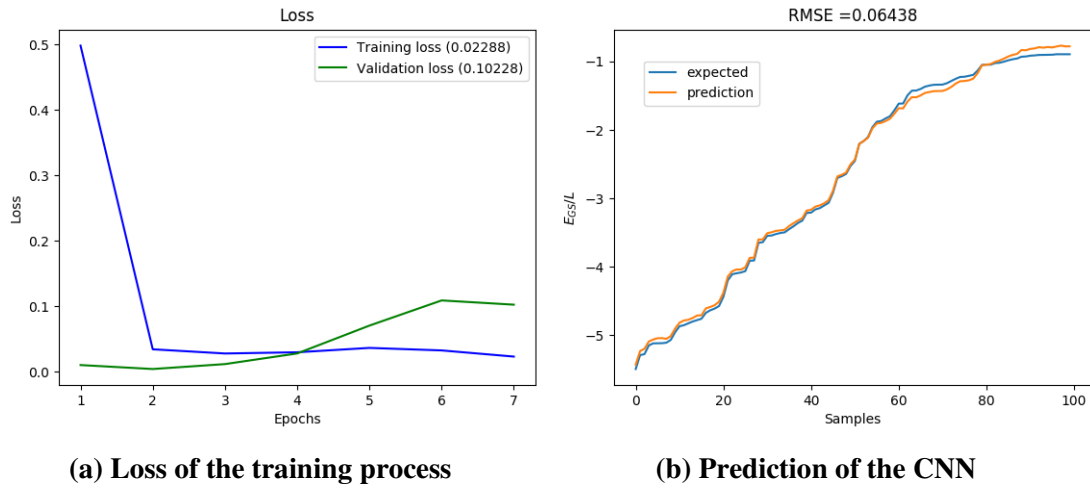 Loss
0.5
0.4
0.3
0.2
0.1
0.0
Loss
Training loss (0.02288)
Validation loss (0.10228)
1 2 3 4 5 6 7
Epochs
(a) Loss of the training process
RMSE =0.06438
−1
−2
−3
−4
−5
E_{GS}/L
expected
prediction
0 20 40 60 80 100
Samples
(b) Prediction of the CNN